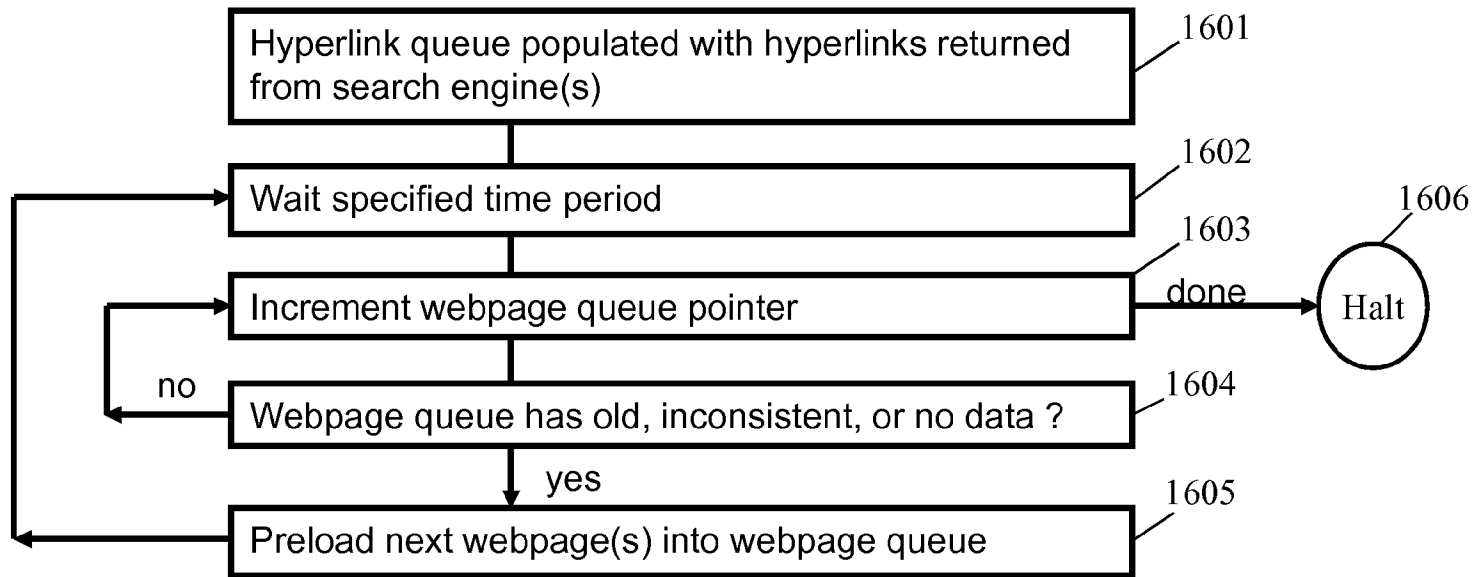 Hyperlink queue populated with hyperlinks returned
from search engine(s)
1601
Wait specified time period
1602
Increment webpage queue pointer
1603
done
Halt
1606
no
Webpage queue has old, inconsistent, or no data ?
1604
yes
Preload next webpage(s) into webpage queue
1605